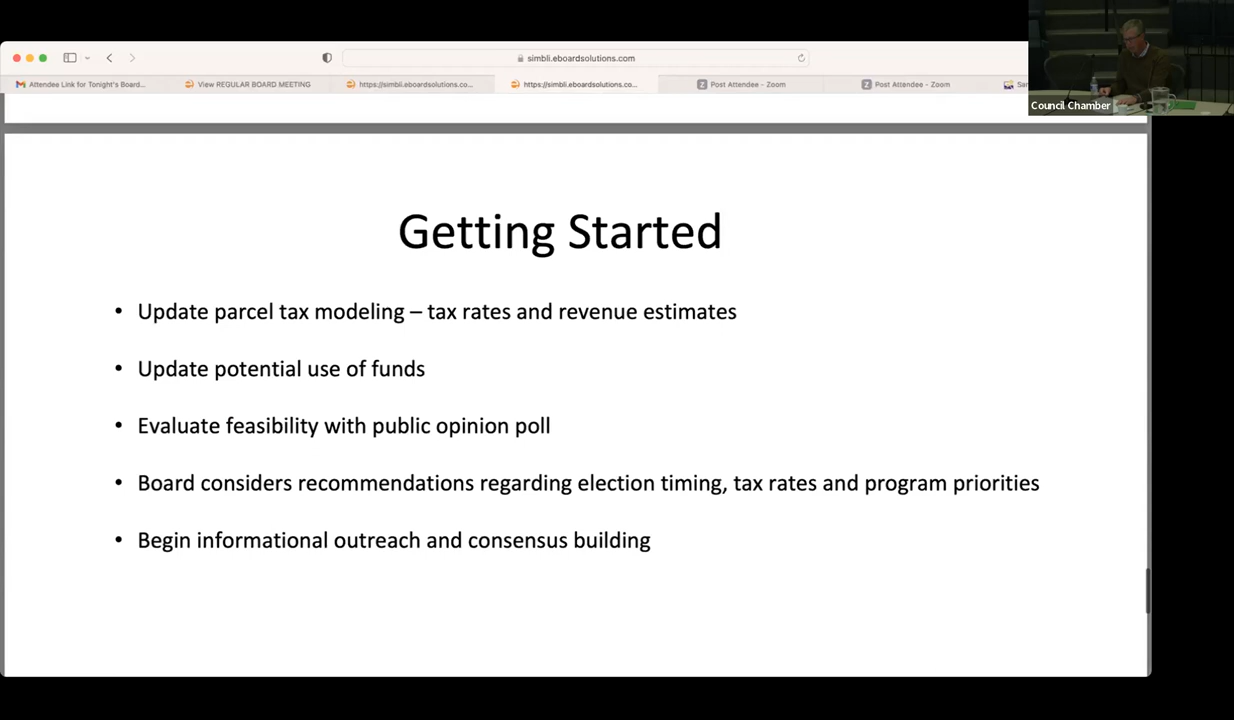 simbli.eboardsolutions.com
Attendee Link for Tonight's Board...
View REGULAR BOARD MEETING
https://simbli.eboardsolutions.co...
https://simbli.eboardsolutions.co...
Post Attendee - Zoom
Post Attendee - Zoom
Council Chamber
Getting Started
• Update parcel tax modeling – tax rates and revenue estimates
• Update potential use of funds
• Evaluate feasibility with public opinion poll
• Board considers recommendations regarding election timing, tax rates and program priorities
• Begin informational outreach and consensus building